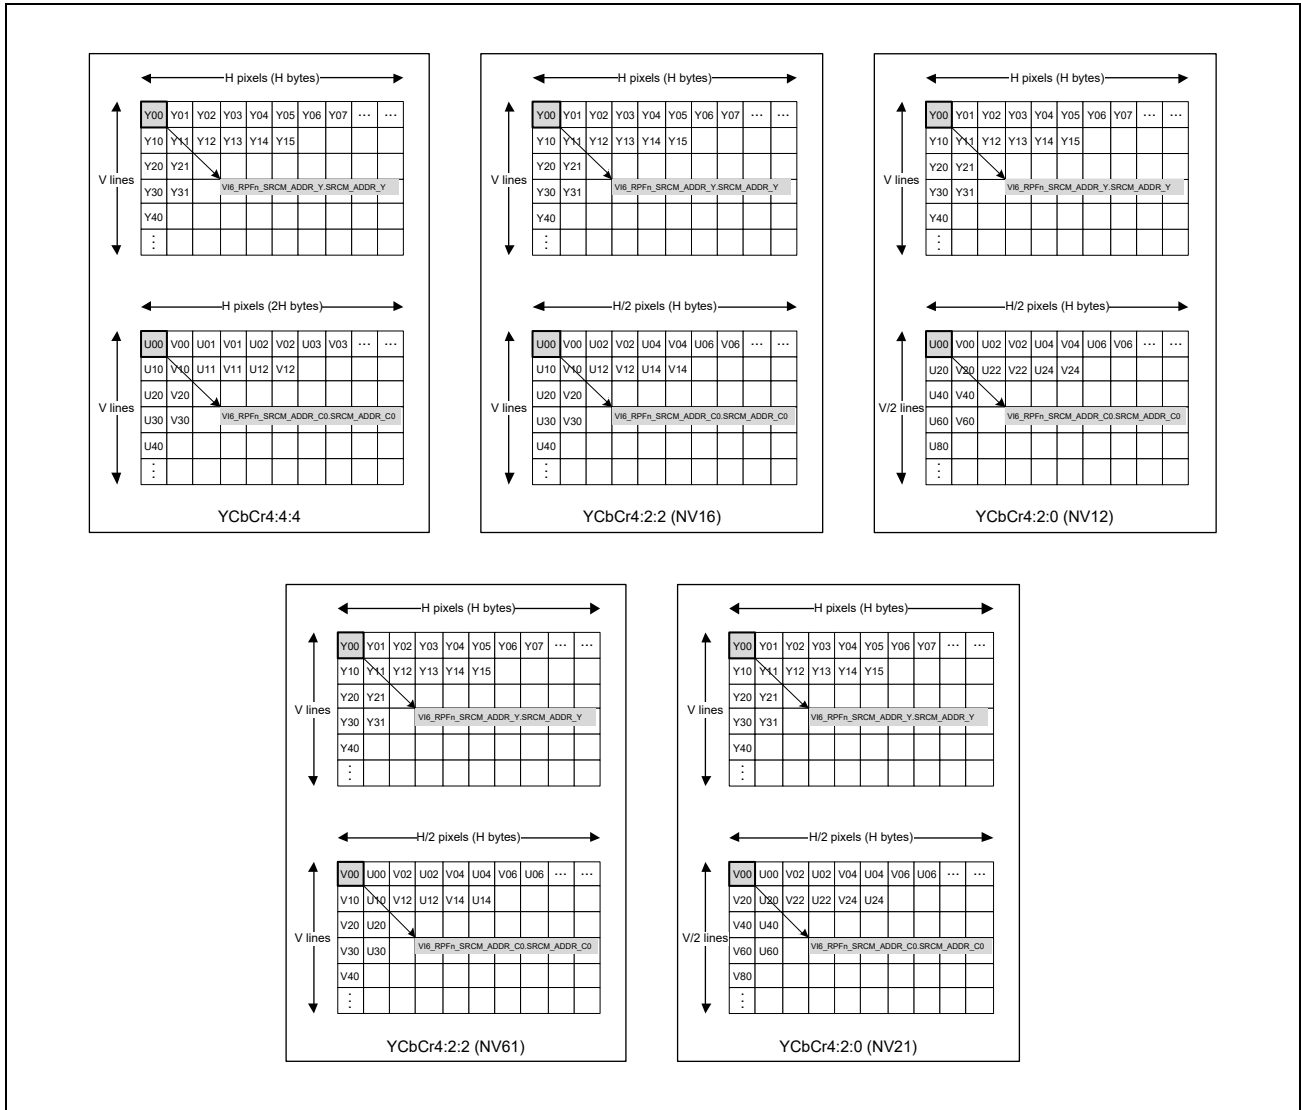 H pixels (H bytes)
V lines
Y00 Y01 Y02 Y03 Y04 Y05 Y06 Y07 ... ...
Y10 Y11 Y12 Y13 Y14 Y15
Y20 Y21
VI6_RPFn_SRCM_ADDR_Y.SRCM_ADDR_Y
Y30 Y31
Y40
⋮
H pixels (2H bytes)
V lines
U00 V00 U01 V01 U02 V02 U03 V03 ... ...
U10 V10 U11 V11 U12 V12
U20 V20
VI6_RPFn_SRCM_ADDR_C0.SRCM_ADDR_C0
U30 V30
U40
⋮
YCbCr4:4:4
H pixels (H bytes)
V lines
Y00 Y01 Y02 Y03 Y04 Y05 Y06 Y07 ... ...
Y10 Y11 Y12 Y13 Y14 Y15
Y20 Y21
VI6_RPFn_SRCM_ADDR_Y.SRCM_ADDR_Y
Y30 Y31
Y40
⋮
H/2 pixels (H bytes)
V lines
U00 V00 U02 V02 U04 V04 U06 V06 ... ...
U10 V10 U12 V12 U14 V14
U20 V20
VI6_RPFn_SRCM_ADDR_C0.SRCM_ADDR_C0
U30 V30
U40
⋮
YCbCr4:2:2 (NV16)
H pixels (H bytes)
V lines
Y00 Y01 Y02 Y03 Y04 Y05 Y06 Y07 ... ...
Y10 Y11 Y12 Y13 Y14 Y15
Y20 Y21
VI6_RPFn_SRCM_ADDR_Y.SRCM_ADDR_Y
Y30 Y31
Y40
⋮
H/2 pixels (H bytes)
V/2 lines
U00 V00 U02 V02 U04 V04 U06 V06 ... ...
U20 V20 U22 V22 U24 V24
U40 V40
VI6_RPFn_SRCM_ADDR_C0.SRCM_ADDR_C0
U60 V60
U80
⋮
YCbCr4:2:0 (NV12)
H pixels (H bytes)
V lines
Y00 Y01 Y02 Y03 Y04 Y05 Y06 Y07 ... ...
Y10 Y11 Y12 Y13 Y14 Y15
Y20 Y21
VI6_RPFn_SRCM_ADDR_Y.SRCM_ADDR_Y
Y30 Y31
Y40
⋮
H/2 pixels (H bytes)
V lines
V00 U00 V02 U02 V04 U04 V06 U06 ... ...
V10 U10 V12 U12 V14 U14
V20 U20
VI6_RPFn_SRCM_ADDR_C0.SRCM_ADDR_C0
V30 U30
V40
⋮
YCbCr4:2:2 (NV61)
H pixels (H bytes)
V lines
Y00 Y01 Y02 Y03 Y04 Y05 Y06 Y07 ... ...
Y10 Y11 Y12 Y13 Y14 Y15
Y20 Y21
VI6_RPFn_SRCM_ADDR_Y.SRCM_ADDR_Y
Y30 Y31
Y40
⋮
H/2 pixels (H bytes)
V/2 lines
V00 U00 V02 U02 V04 U04 V06 U06 ... ...
V20 U20 V22 U22 V24 U24
V40 U40
VI6_RPFn_SRCM_ADDR_C0.SRCM_ADDR_C0
V60 U60
V80
⋮
YCbCr4:2:0 (NV21)